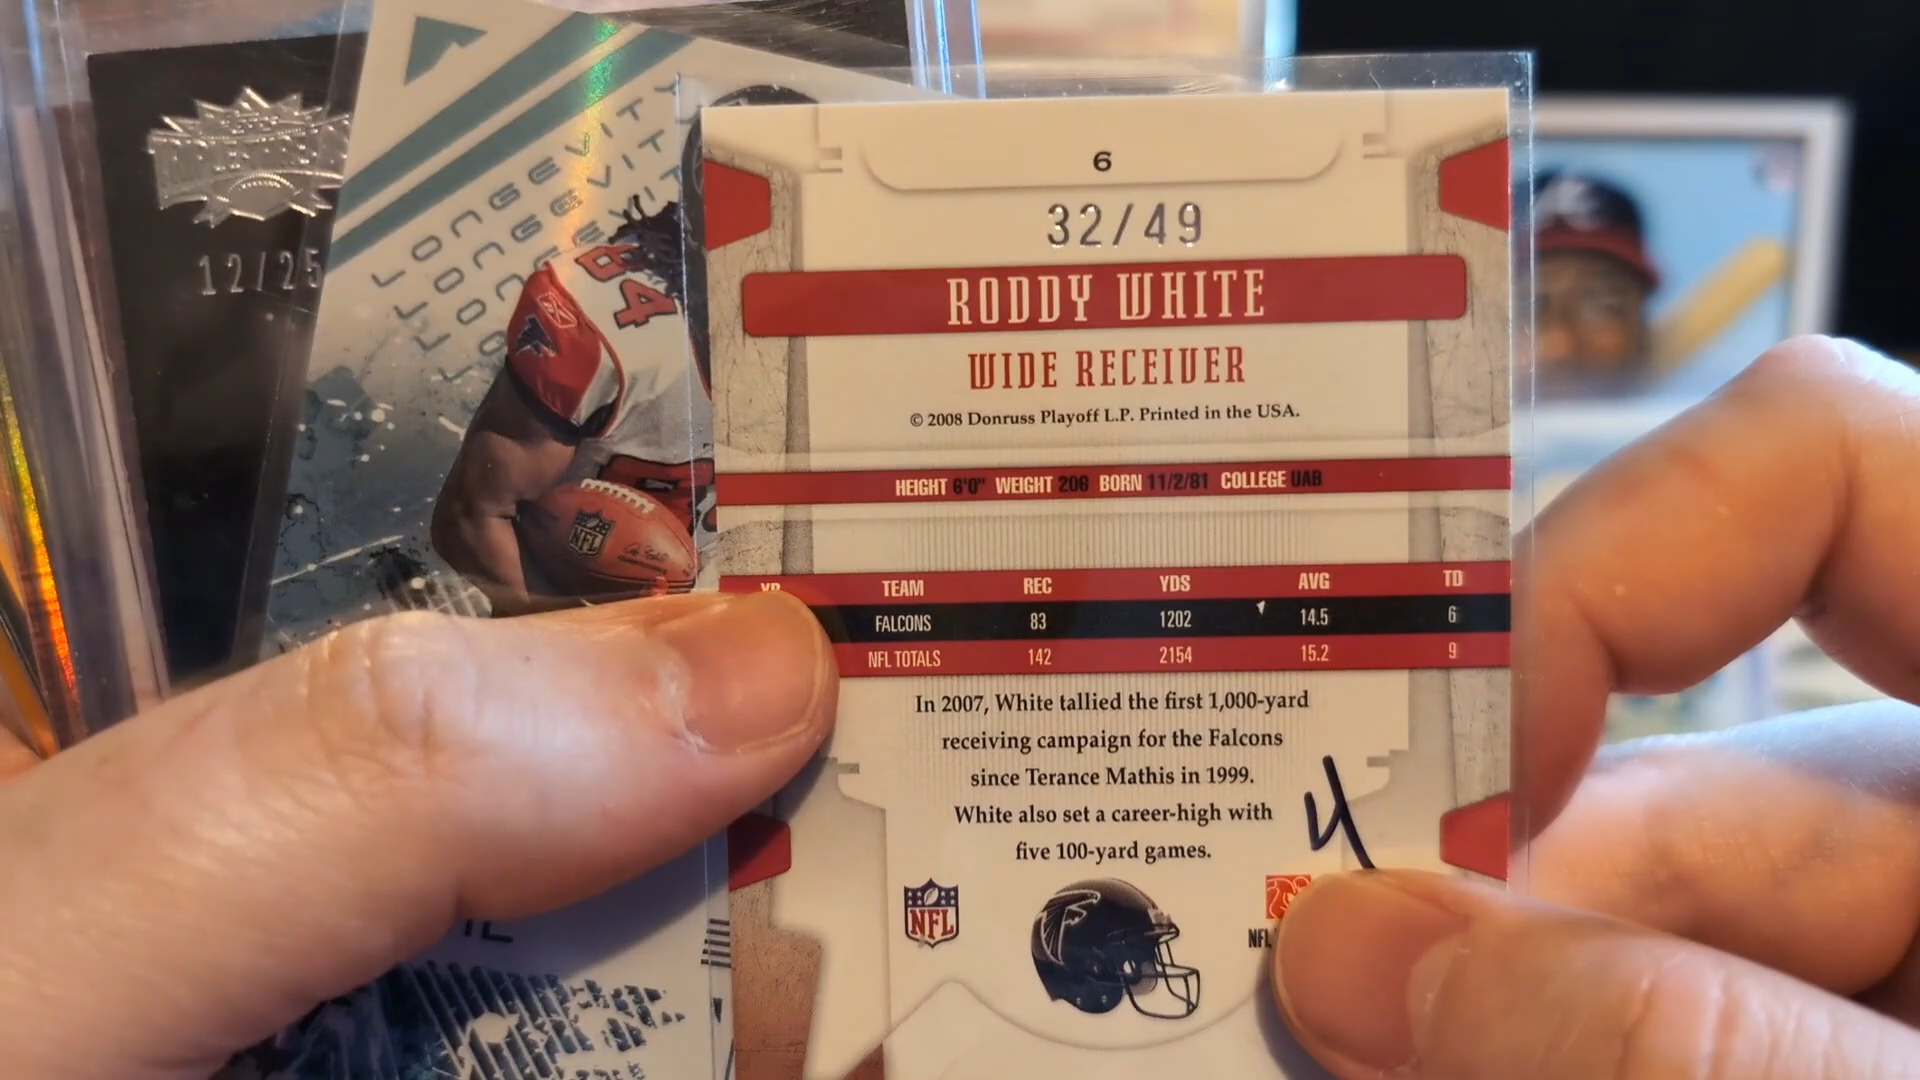 12/25
LONGEVITY
LONGEVIT
84
NFL
6
32/49
RODDY WHITE
WIDE RECEIVER
© 2008 Donruss Playoff L.P. Printed in the USA.
HEIGHT 6'0" WEIGHT 206 BORN 11/2/81 COLLEGE UAB
YR TEAM REC YDS AVG TD
FALCONS 83 1202 14.5 6
NFL TOTALS 142 2154 15.2 9
In 2007, White tallied the first 1,000-yard
receiving campaign for the Falcons
since Terance Mathis in 1999.
White also set a career-high with
five 100-yard games.
4
NFL
NFL